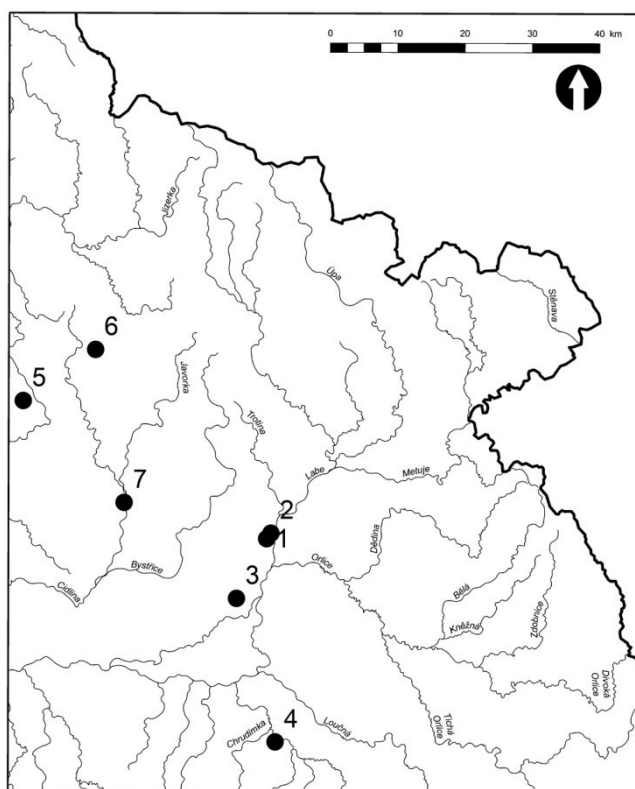 0 10 20 30 40 km
Jizerka
Úpa
Stěnava
6
5
Javorka
Trotina
7
Labe
Metuje
2
1
Dědina
Orlice
Bystřice
Cidlina
3
Bělá
Kněžná
Zdobnice
Divoká
Orlice
Tichá
Orlice
Loučná
4
Chrudimka